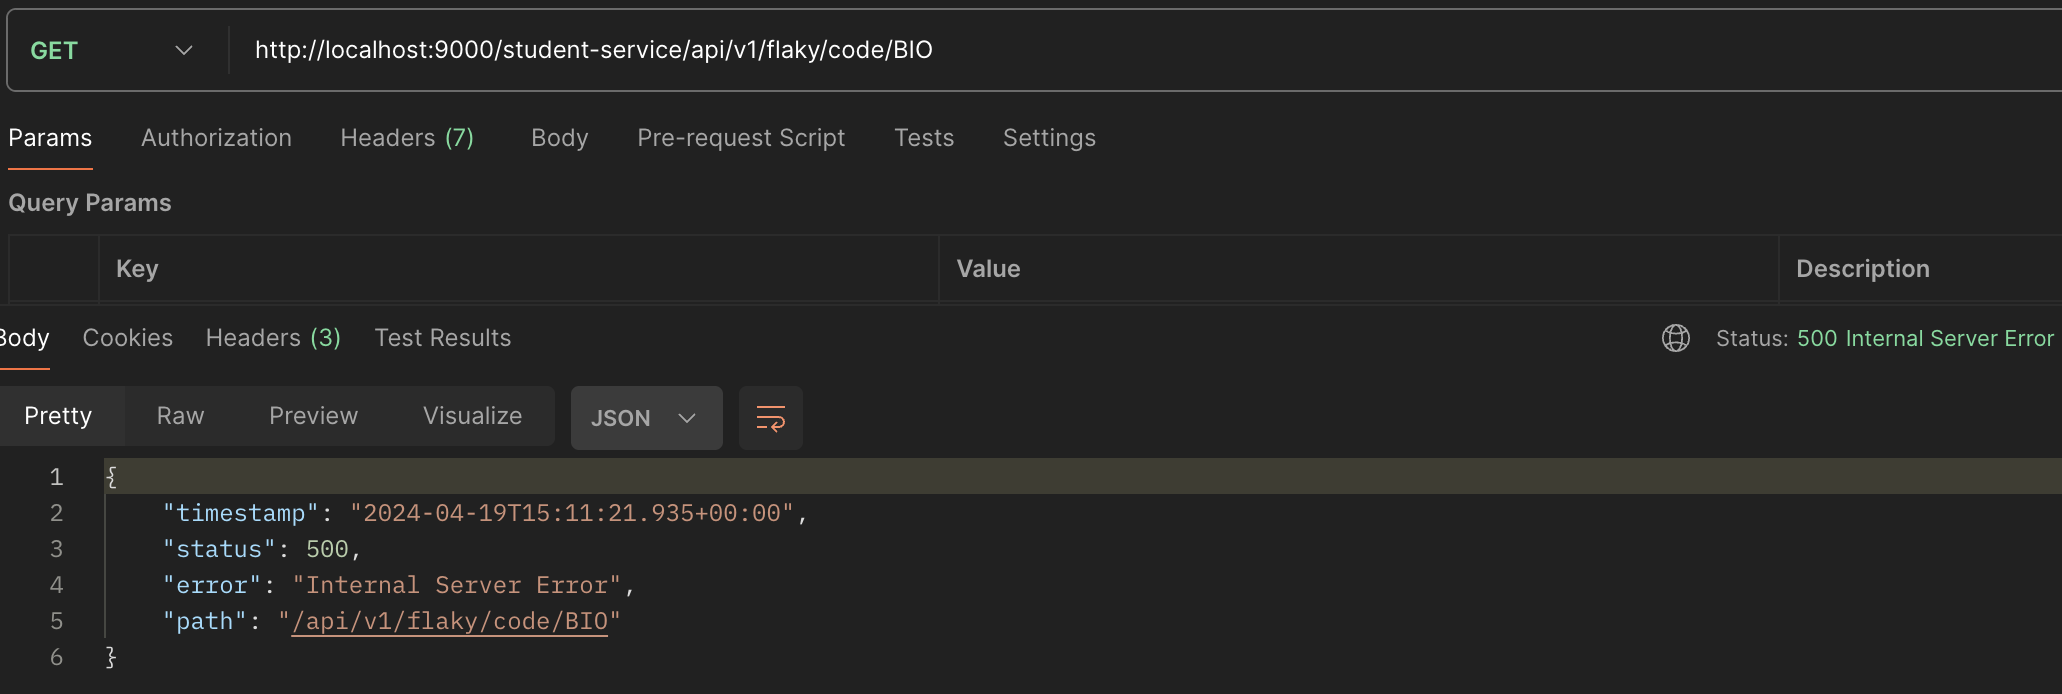 GET http://localhost:9000/student-service/api/v1/flaky/code/BIO
Params Authorization Headers (7) Body Pre-request Script Tests Settings
Query Params
Key Value Description
Body Cookies Headers (3) Test Results Status: 500 Internal Server Error
Pretty Raw Preview Visualize JSON
1 {
2 "timestamp": "2024-04-19T15:11:21.935+00:00",
3 "status": 500,
4 "error": "Internal Server Error",
5 "path": "/api/v1/flaky/code/BIO"
6 }